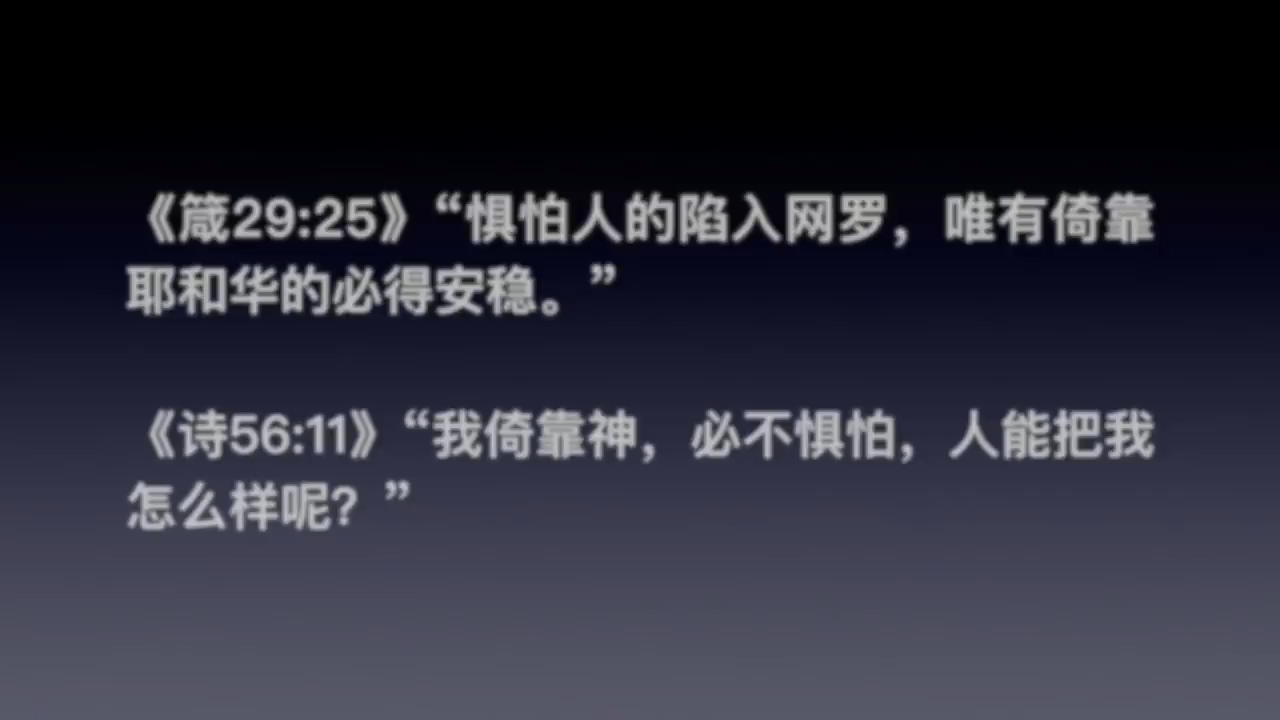 《箴29:25》“惧怕人的陷入网罗，唯有倚靠
耶和华的必得安稳。”
《诗56:11》“我倚靠神，必不惧怕，人能把我
怎么样呢？”